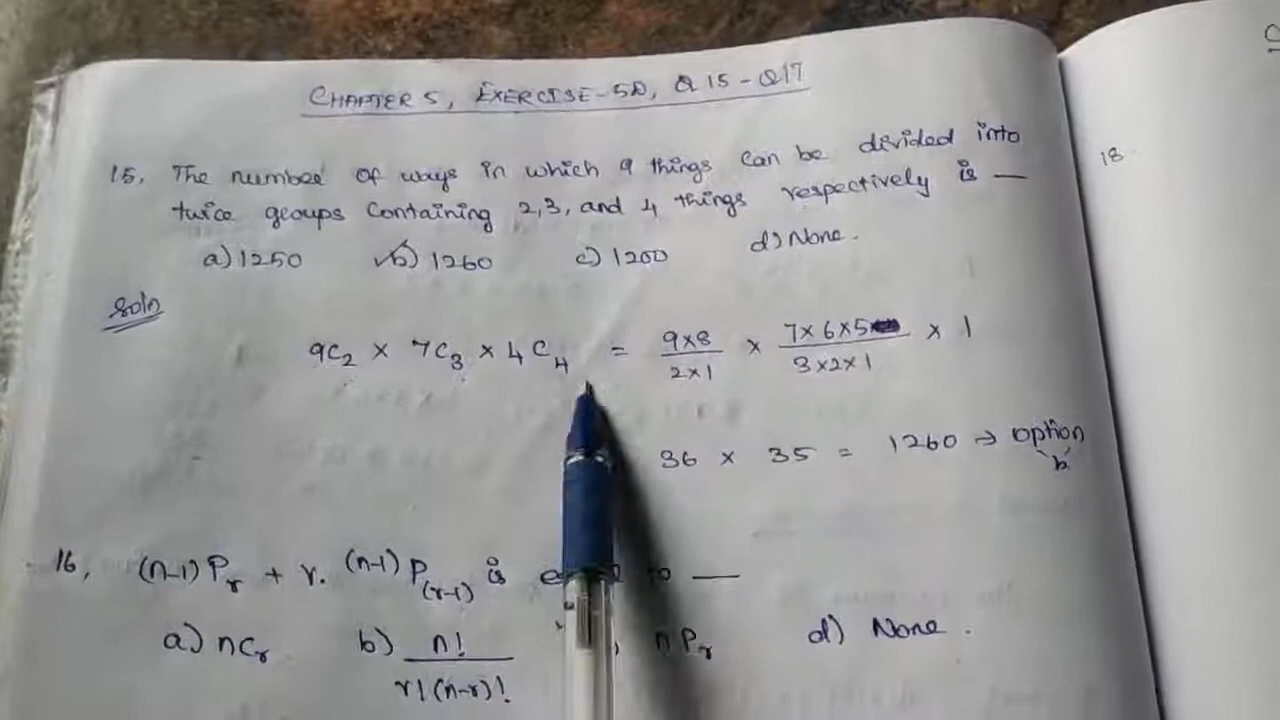 CHAPTER 5, EXERCISE-5D, Q15-Q17
15, The number of ways in which 9 things can be divided into
twice groups containing 2,3, and 4 things respectively is —
a) 1250 b) 1260 c) 1200 d) None.
Soln
9C2 × 7C3 × 4C4 = 9×8/2×1 × 7×6×5/3×2×1 × 1
36 × 35 = 1260 → option 'b'
16, (n-1)Pr + r. (n-1)P(r-1) is to —
a) nCr b) n!/r!(n-r)! nPr d) None.
18